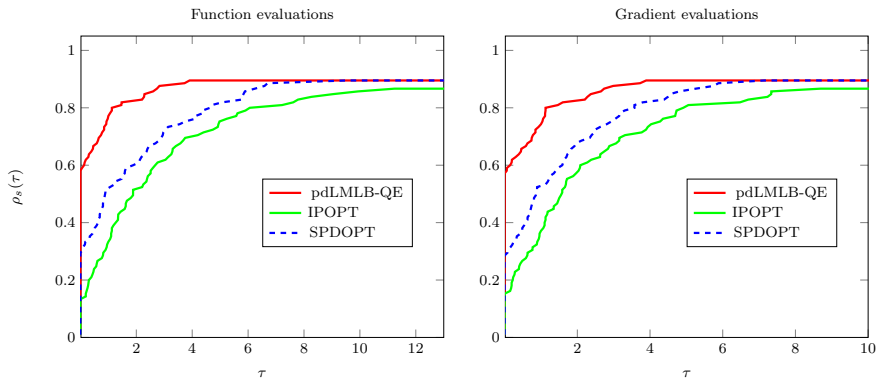 Function evaluations
1
0.8
0.6
0.4
0.2
0
ρs(τ)
0 2 4 6 8 10 12
τ
pdLMLB-QE
IPOPT
SPDOPT
Gradient evaluations
1
0.8
0.6
0.4
0.2
0
0 2 4 6 8 10
τ
pdLMLB-QE
IPOPT
SPDOPT